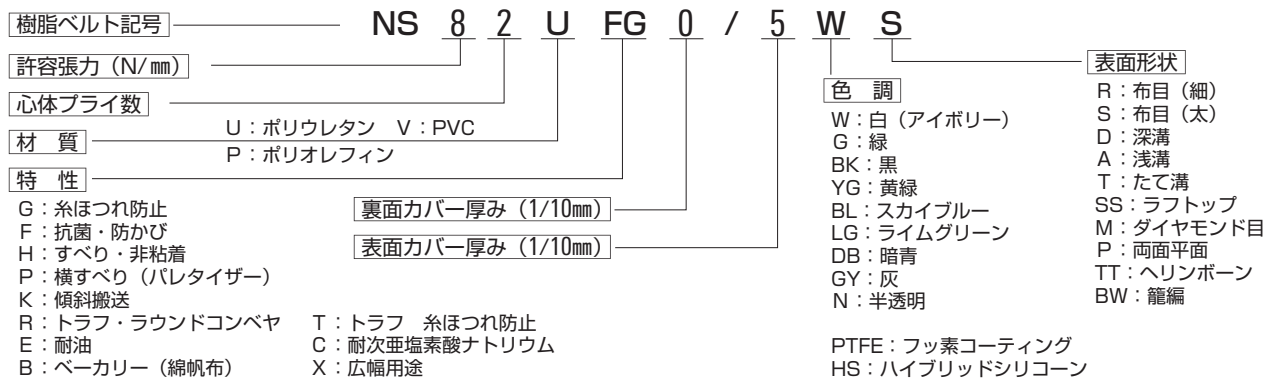 樹脂ベルト記号 NS 8 2 U FG 0 / 5 W S
許容張力（N/㎜）
心体プライ数
材 質
U：ポリウレタン V：PVC
P：ポリオレフィン
特 性
G：糸ほつれ防止
F：抗菌・防かび
H：すべり・非粘着
P：横すべり（パレタイザー）
K：傾斜搬送
R：トラフ・ラウンドコンベヤ
E：耐油
B：ベーカリー（綿帆布）
T：トラフ 糸ほつれ防止
C：耐次亜塩素酸ナトリウム
X：広幅用途
裏面カバー厚み（1/10㎜）
表面カバー厚み（1/10㎜）
色 調
W：白（アイボリー）
G：緑
BK：黒
YG：黄緑
BL：スカイブルー
LG：ライムグリーン
DB：暗青
GY：灰
N：半透明
PTFE：フッ素コーティング
HS：ハイブリッドシリコーン
表面形状
R：布目（細）
S：布目（太）
D：深溝
A：浅溝
T：たて溝
SS：ラフトップ
M：ダイヤモンド目
P：両面平面
TT：ヘリンボーン
BW：籠編